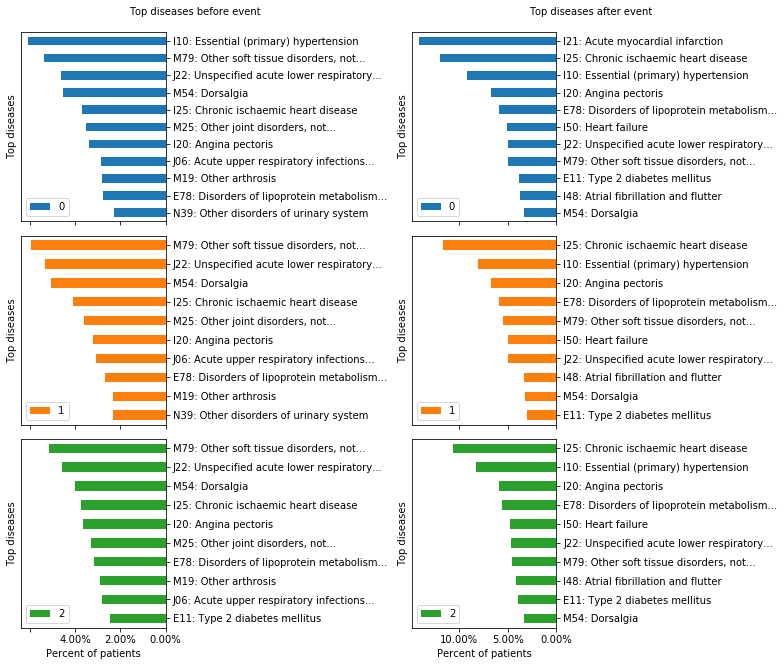 Top diseases before event
Top diseases
I10: Essential (primary) hypertension
M79: Other soft tissue disorders, not...
J22: Unspecified acute lower respiratory...
M54: Dorsalgia
I25: Chronic ischaemic heart disease
M25: Other joint disorders, not...
I20: Angina pectoris
J06: Acute upper respiratory infections...
M19: Other arthrosis
E78: Disorders of lipoprotein metabolism...
N39: Other disorders of urinary system
0
Top diseases after event
Top diseases
I21: Acute myocardial infarction
I25: Chronic ischaemic heart disease
I10: Essential (primary) hypertension
I20: Angina pectoris
E78: Disorders of lipoprotein metabolism...
I50: Heart failure
J22: Unspecified acute lower respiratory...
M79: Other soft tissue disorders, not...
E11: Type 2 diabetes mellitus
I48: Atrial fibrillation and flutter
M54: Dorsalgia
0
Top diseases
M79: Other soft tissue disorders, not...
J22: Unspecified acute lower respiratory...
M54: Dorsalgia
I25: Chronic ischaemic heart disease
M25: Other joint disorders, not...
I20: Angina pectoris
J06: Acute upper respiratory infections...
E78: Disorders of lipoprotein metabolism...
M19: Other arthrosis
N39: Other disorders of urinary system
1
Top diseases
I25: Chronic ischaemic heart disease
I10: Essential (primary) hypertension
I20: Angina pectoris
E78: Disorders of lipoprotein metabolism...
M79: Other soft tissue disorders, not...
I50: Heart failure
J22: Unspecified acute lower respiratory...
I48: Atrial fibrillation and flutter
M54: Dorsalgia
E11: Type 2 diabetes mellitus
1
Top diseases
M79: Other soft tissue disorders, not...
J22: Unspecified acute lower respiratory...
M54: Dorsalgia
I25: Chronic ischaemic heart disease
I20: Angina pectoris
M25: Other joint disorders, not...
E78: Disorders of lipoprotein metabolism...
M19: Other arthrosis
J06: Acute upper respiratory infections...
E11: Type 2 diabetes mellitus
2
4.00% 2.00% 0.00%
Percent of patients
Top diseases
I25: Chronic ischaemic heart disease
I10: Essential (primary) hypertension
I20: Angina pectoris
E78: Disorders of lipoprotein metabolism...
I50: Heart failure
J22: Unspecified acute lower respiratory...
M79: Other soft tissue disorders, not...
I48: Atrial fibrillation and flutter
E11: Type 2 diabetes mellitus
M54: Dorsalgia
2
10.00% 5.00% 0.00%
Percent of patients